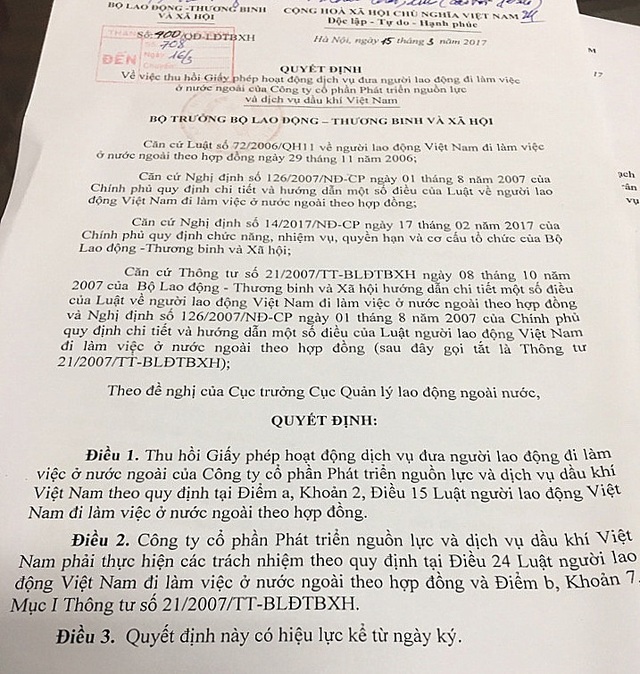 BỘ LAO ĐỘNG -THƯƠNG BINH
VÀ XÃ HỘI
CỘNG HOÀ XÃ HỘI CHỦ NGHĨA VIỆT NAM
Độc lập - Tự do - Hạnh phúc
Số: 400/QĐ-LĐTBXH
Hà Nội, ngày 15 tháng 3 năm 2017
ĐẾN
Số: 708
Ngày: 16/3
QUYẾT ĐỊNH
Về việc thu hồi Giấy phép hoạt động dịch vụ đưa người lao động đi làm việc
ở nước ngoài của Công ty cổ phần Phát triển nguồn lực
và dịch vụ dầu khí Việt Nam
BỘ TRƯỞNG BỘ LAO ĐỘNG – THƯƠNG BINH VÀ XÃ HỘI
Căn cứ Luật số 72/2006/QH11 về người lao động Việt Nam đi làm việc
ở nước ngoài theo hợp đồng ngày 29 tháng 11 năm 2006;
Căn cứ Nghị định số 126/2007/NĐ-CP ngày 01 tháng 8 năm 2007 của
Chính phủ quy định chi tiết và hướng dẫn một số điều của Luật về người lao
động Việt Nam đi làm việc ở nước ngoài theo hợp đồng;
Căn cứ Nghị định số 14/2017/NĐ-CP ngày 17 tháng 02 năm 2017 của
Chính phủ quy định chức năng, nhiệm vụ, quyền hạn và cơ cấu tổ chức của Bộ
Lao động -Thương binh và Xã hội;
Căn cứ Thông tư số 21/2007/TT-BLĐTBXH ngày 08 tháng 10 năm
2007 của Bộ Lao động - Thương binh và Xã hội hướng dẫn chi tiết một số điều
của Luật về người lao động Việt Nam đi làm việc ở nước ngoài theo hợp đồng
và Nghị định số 126/2007/NĐ-CP ngày 01 tháng 8 năm 2007 của Chính phủ
quy định chi tiết và hướng dẫn một số điều của Luật người lao động Việt Nam
đi làm việc ở nước ngoài theo hợp đồng (sau đây gọi tắt là Thông tư
21/2007/TT-BLĐTBXH);
Theo đề nghị của Cục trưởng Cục Quản lý lao động ngoài nước,
QUYẾT ĐỊNH:
Điều 1. Thu hồi Giấy phép hoạt động dịch vụ đưa người lao động đi làm
việc ở nước ngoài của Công ty cổ phần Phát triển nguồn lực và dịch vụ dầu khí
Việt Nam theo quy định tại Điểm a, Khoản 2, Điều 15 Luật người lao động Việt
Nam đi làm việc ở nước ngoài theo hợp đồng.
Điều 2. Công ty cổ phần Phát triển nguồn lực và dịch vụ dầu khí Việt
Nam phải thực hiện các trách nhiệm theo quy định tại Điều 24 Luật người lao
động Việt Nam đi làm việc ở nước ngoài theo hợp đồng và Điểm b, Khoản 7,
Mục I Thông tư số 21/2007/TT-BLĐTBXH.
Điều 3. Quyết định này có hiệu lực kể từ ngày ký.
M
17
vụ